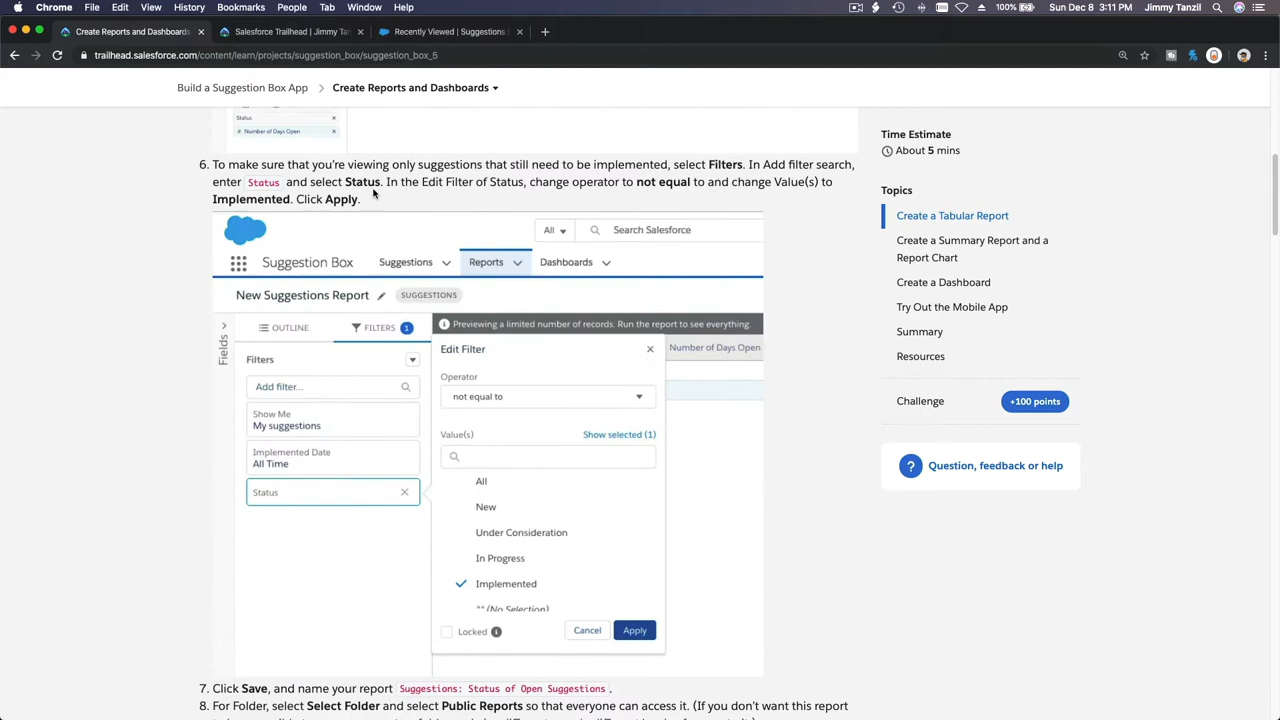 Chrome File Edit View History Bookmarks People Tab Window Help 100% Sun Dec 8 3:11 PM Jimmy Tanzil
Create Reports and Dashboards × Salesforce Trailhead | Jimmy Tan × Recently Viewed | Suggestions × +
trailhead.salesforce.com/content/learn/projects/suggestion_box/suggestion_box_5
Build a Suggestion Box App > Create Reports and Dashboards
Status ×
# Number of Days Open ×
6. To make sure that you're viewing only suggestions that still need to be implemented, select Filters. In Add filter search,
enter Status and select Status. In the Edit Filter of Status, change operator to not equal to and change Value(s) to
Implemented. Click Apply.
All Search Salesforce
Suggestion Box Suggestions Reports Dashboards
New Suggestions Report SUGGESTIONS
Fields
OUTLINE FILTERS 1
Filters
Add filter...
Show Me
My suggestions
Implemented Date
All Time
Status ×
Previewing a limited number of records. Run the report to see everything.
Number of Days Open
Edit Filter ×
Operator
not equal to
Value(s) Show selected (1)
All
New
Under Consideration
In Progress
Implemented
"" (No Selection)
Locked Cancel Apply
7. Click Save, and name your report Suggestions: Status of Open Suggestions.
8. For Folder, select Select Folder and select Public Reports so that everyone can access it. (If you don't want this report
Time Estimate
About 5 mins
Topics
Create a Tabular Report
Create a Summary Report and a
Report Chart
Create a Dashboard
Try Out the Mobile App
Summary
Resources
Challenge +100 points
? Question, feedback or help